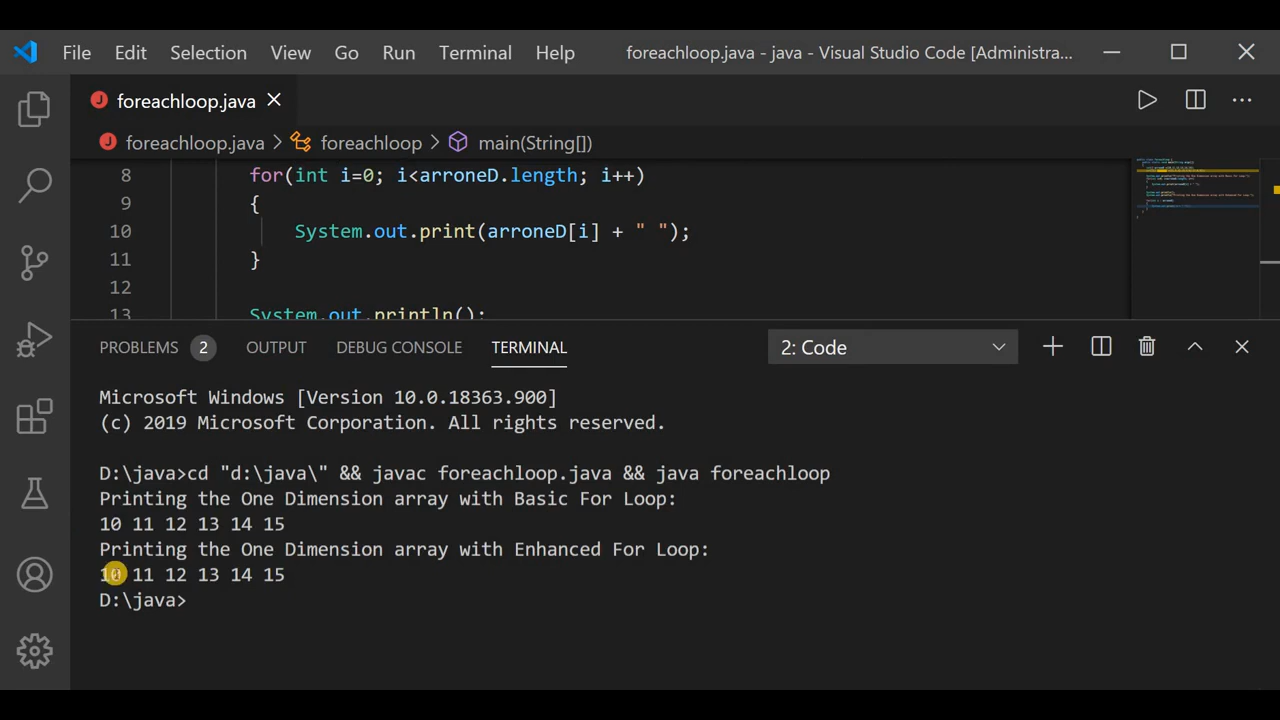 File Edit Selection View Go Run Terminal Help foreachloop.java - java - Visual Studio Code [Administra...
foreachloop.java
foreachloop.java > foreachloop > main(String[])
8 for(int i=0; i<arroneD.length; i++)
9 {
10 System.out.print(arroneD[i] + " ");
11 }
12
13 System.out.println();
PROBLEMS 2 OUTPUT DEBUG CONSOLE TERMINAL 2: Code
Microsoft Windows [Version 10.0.18363.900]
(c) 2019 Microsoft Corporation. All rights reserved.
D:\java>cd "d:\java\" && javac foreachloop.java && java foreachloop
Printing the One Dimension array with Basic For Loop:
10 11 12 13 14 15
Printing the One Dimension array with Enhanced For Loop:
10 11 12 13 14 15
D:\java>